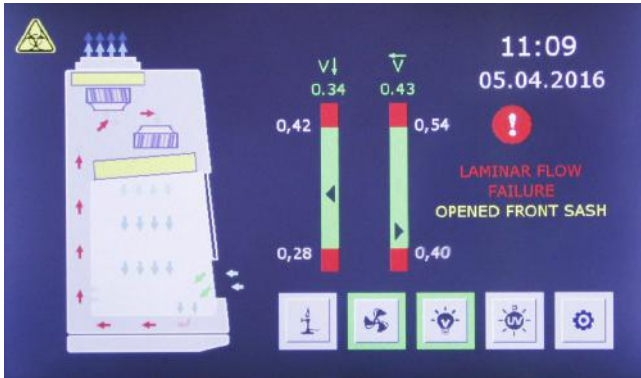 11:09
05.04.2016
V↓
V
0.34
0.43
0,42
0,54
0,28
0,40
LAMINAR FLOW
FAILURE
OPENED FRONT SASH
UV